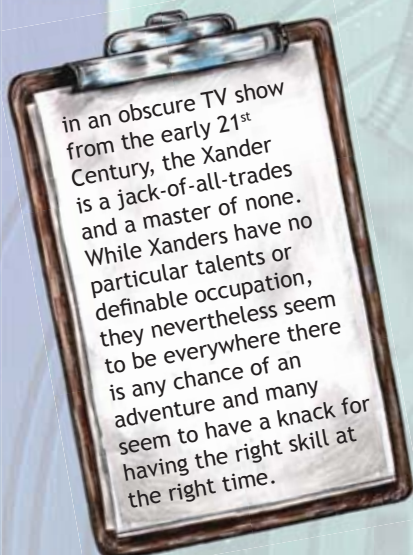 in an obscure TV show
from the early 21st
Century, the Xander
is a jack-of-all-trades
and a master of none.
While Xanders have no
particular talents or
definable occupation,
they nevertheless seem
to be everywhere there
is any chance of an
adventure and many
seem to have a knack for
having the right skill at
the right time.